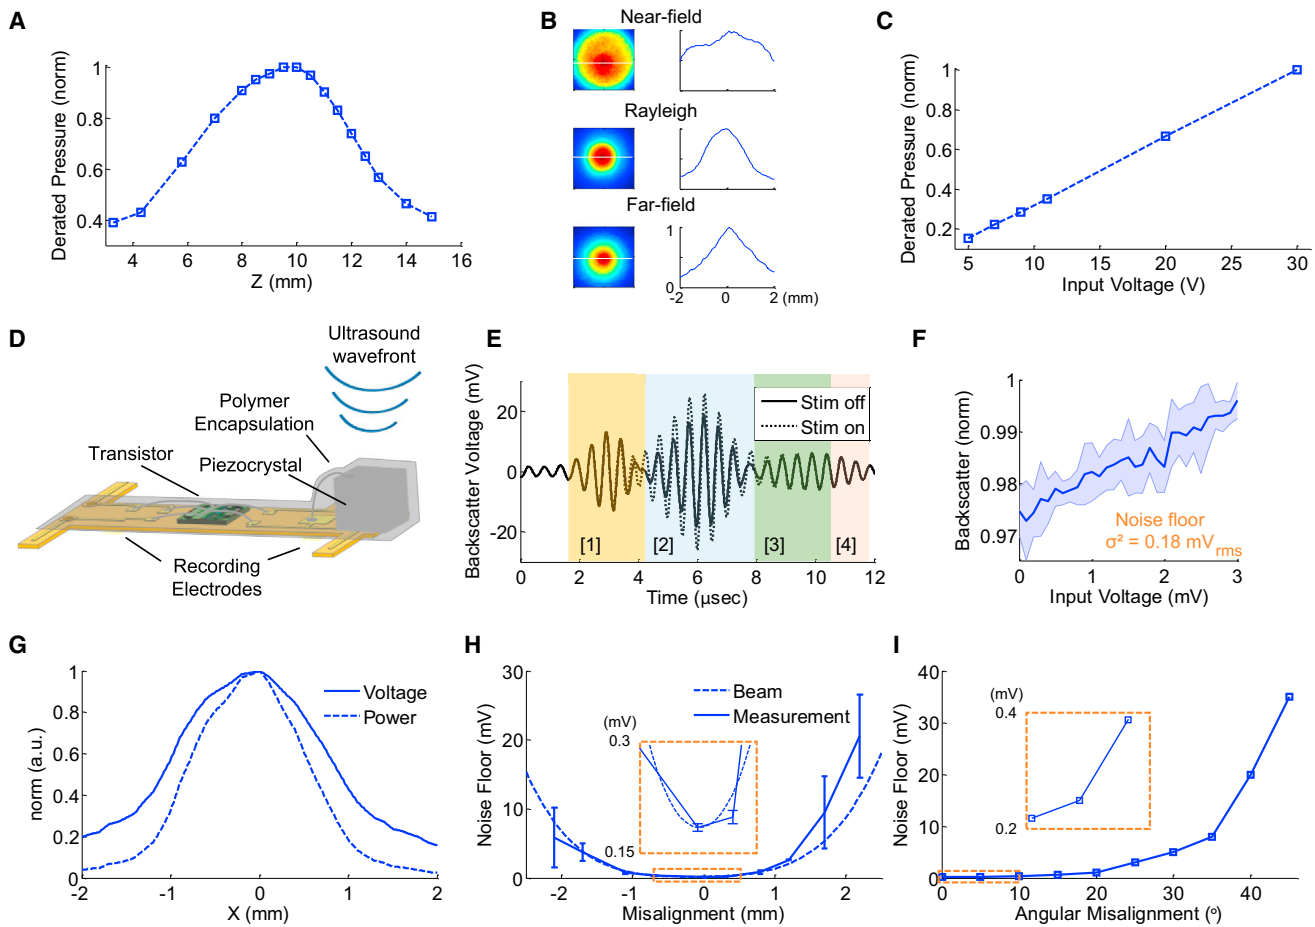 A
Derated Pressure (norm)
1
0.8
0.6
0.4
4
6
8
10
12
14
16
Z (mm)
B
Near-field
Rayleigh
Far-field
1
0
-2
0
2 (mm)
C
Derated Pressure (norm)
1
0.8
0.6
0.4
0.2
5
10
15
20
25
30
Input Voltage (V)
D
Ultrasound
wavefront
Polymer
Encapsulation
Transistor
Piezocrystal
Recording
Electrodes
E
Backscatter Voltage (mV)
20
0
-20
Stim off
Stim on
[1]
[2]
[3]
[4]
0
2
4
6
8
10
12
Time (μsec)
F
Backscatter (norm)
1
0.99
0.98
0.97
Noise floor
σ² = 0.18 mVrms
0
1
2
3
Input Voltage (mV)
G
norm (a.u.)
1
0.8
0.6
0.4
0.2
0
Voltage
Power
-2
-1
0
1
2
X (mm)
H
Noise Floor (mV)
30
20
10
0
Beam
Measurement
(mV)
0.3
0.15
-2
-1
0
1
2
Misalignment (mm)
I
Noise Floor (mV)
40
30
20
10
0
(mV)
0.4
0.2
0
10
20
30
40
Angular Misalignment (º)